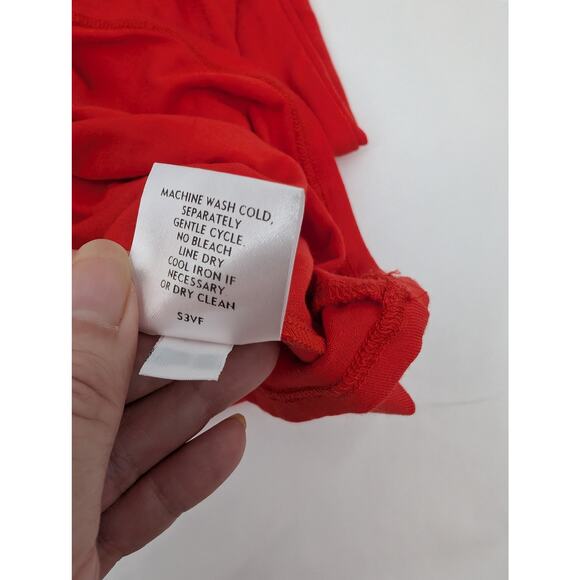 MACHINE WASH COLD,
SEPARATELY
GENTLE CYCLE.
NO BLEACH
LINE DRY
COOL IRON IF
NECESSARY
OR DRY CLEAN
S3VF